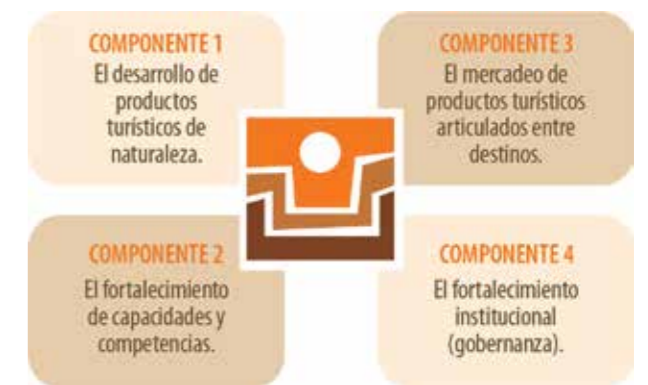 COMPONENTE 1
El desarrollo de
productos
turísticos de
naturaleza.
COMPONENTE 2
El fortalecimiento
de capacidades y
competencias.
COMPONENTE 3
El mercadeo de
productos turísticos
articulados entre
destinos.
COMPONENTE 4
El fortalecimiento
institucional
(gobernanza).